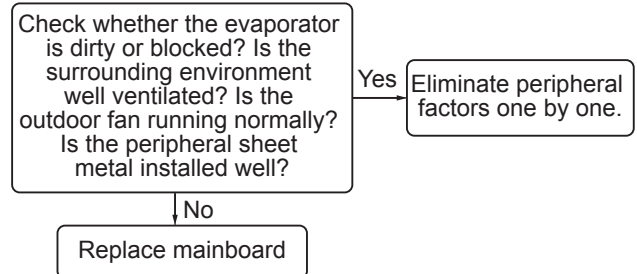 Check whether the evaporator
is dirty or blocked? Is the
surrounding environment
well ventilated? Is the
outdoor fan running normally?
Is the peripheral sheet
metal installed well?
Yes
Eliminate peripheral
factors one by one.
No
Replace mainboard